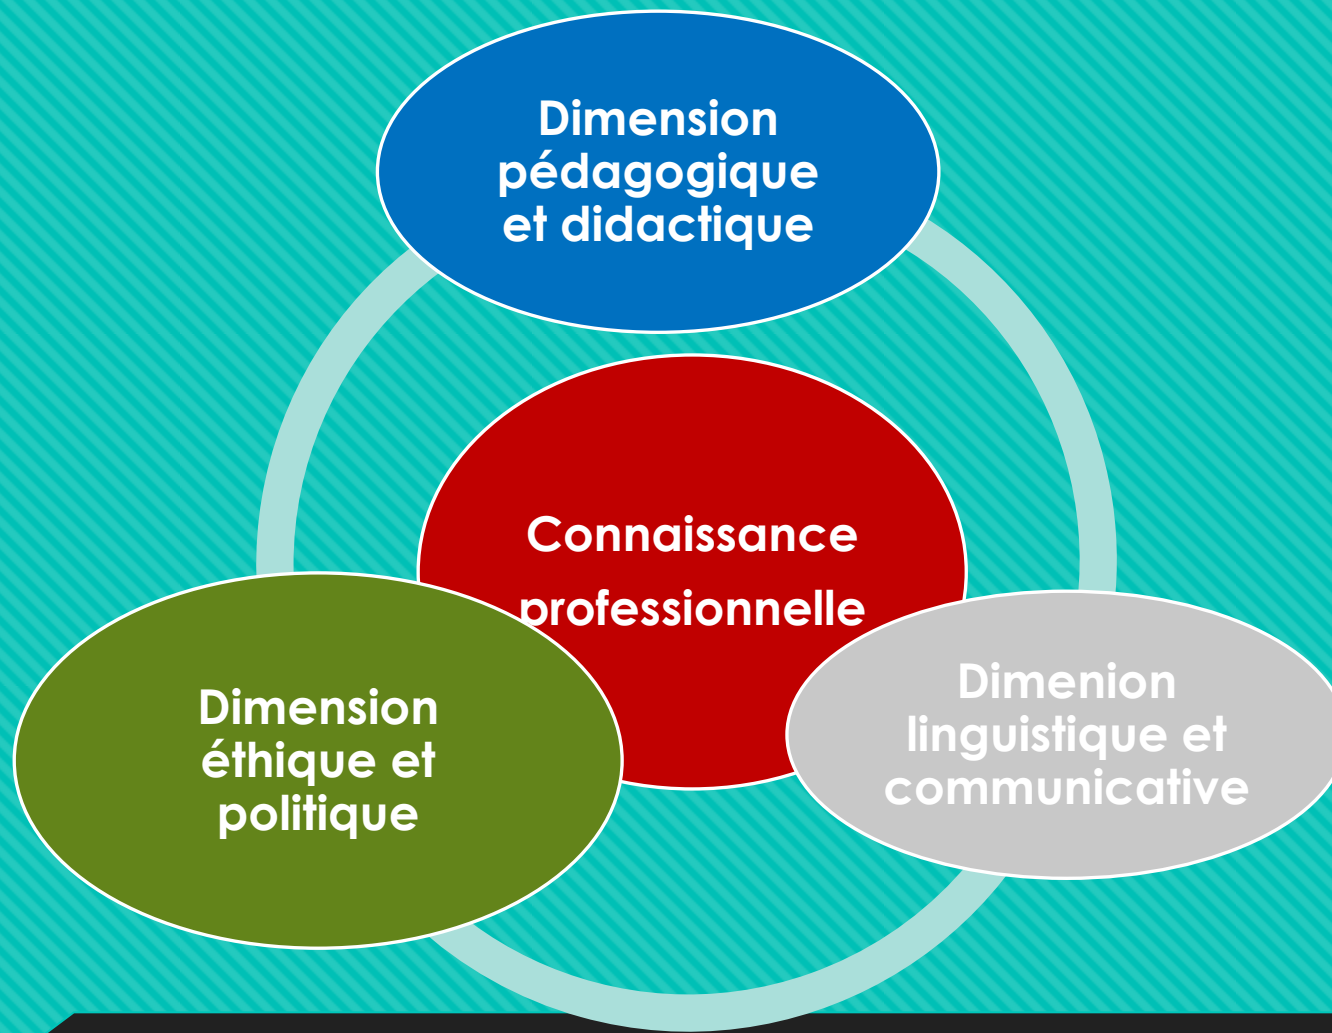 Dimension
pédagogique
et didactique
Connaissance
professionnelle
Dimension
éthique et
politique
Dimenion
linguistique et
communicative